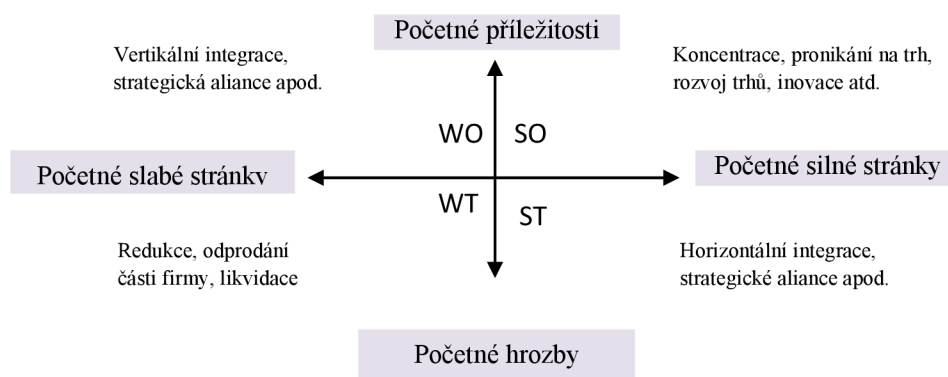 Početné příležitosti
Vertikální integrace,
strategická aliance apod.
Koncentrace, pronikání na trh,
rozvoj trhů, inovace atd.
WO
SO
Početné slabé stránky
Početné silné stránky
WT
ST
Redukce, odprodání
části firmy, likvidace
Horizontální integrace,
strategické aliance apod.
Početné hrozby